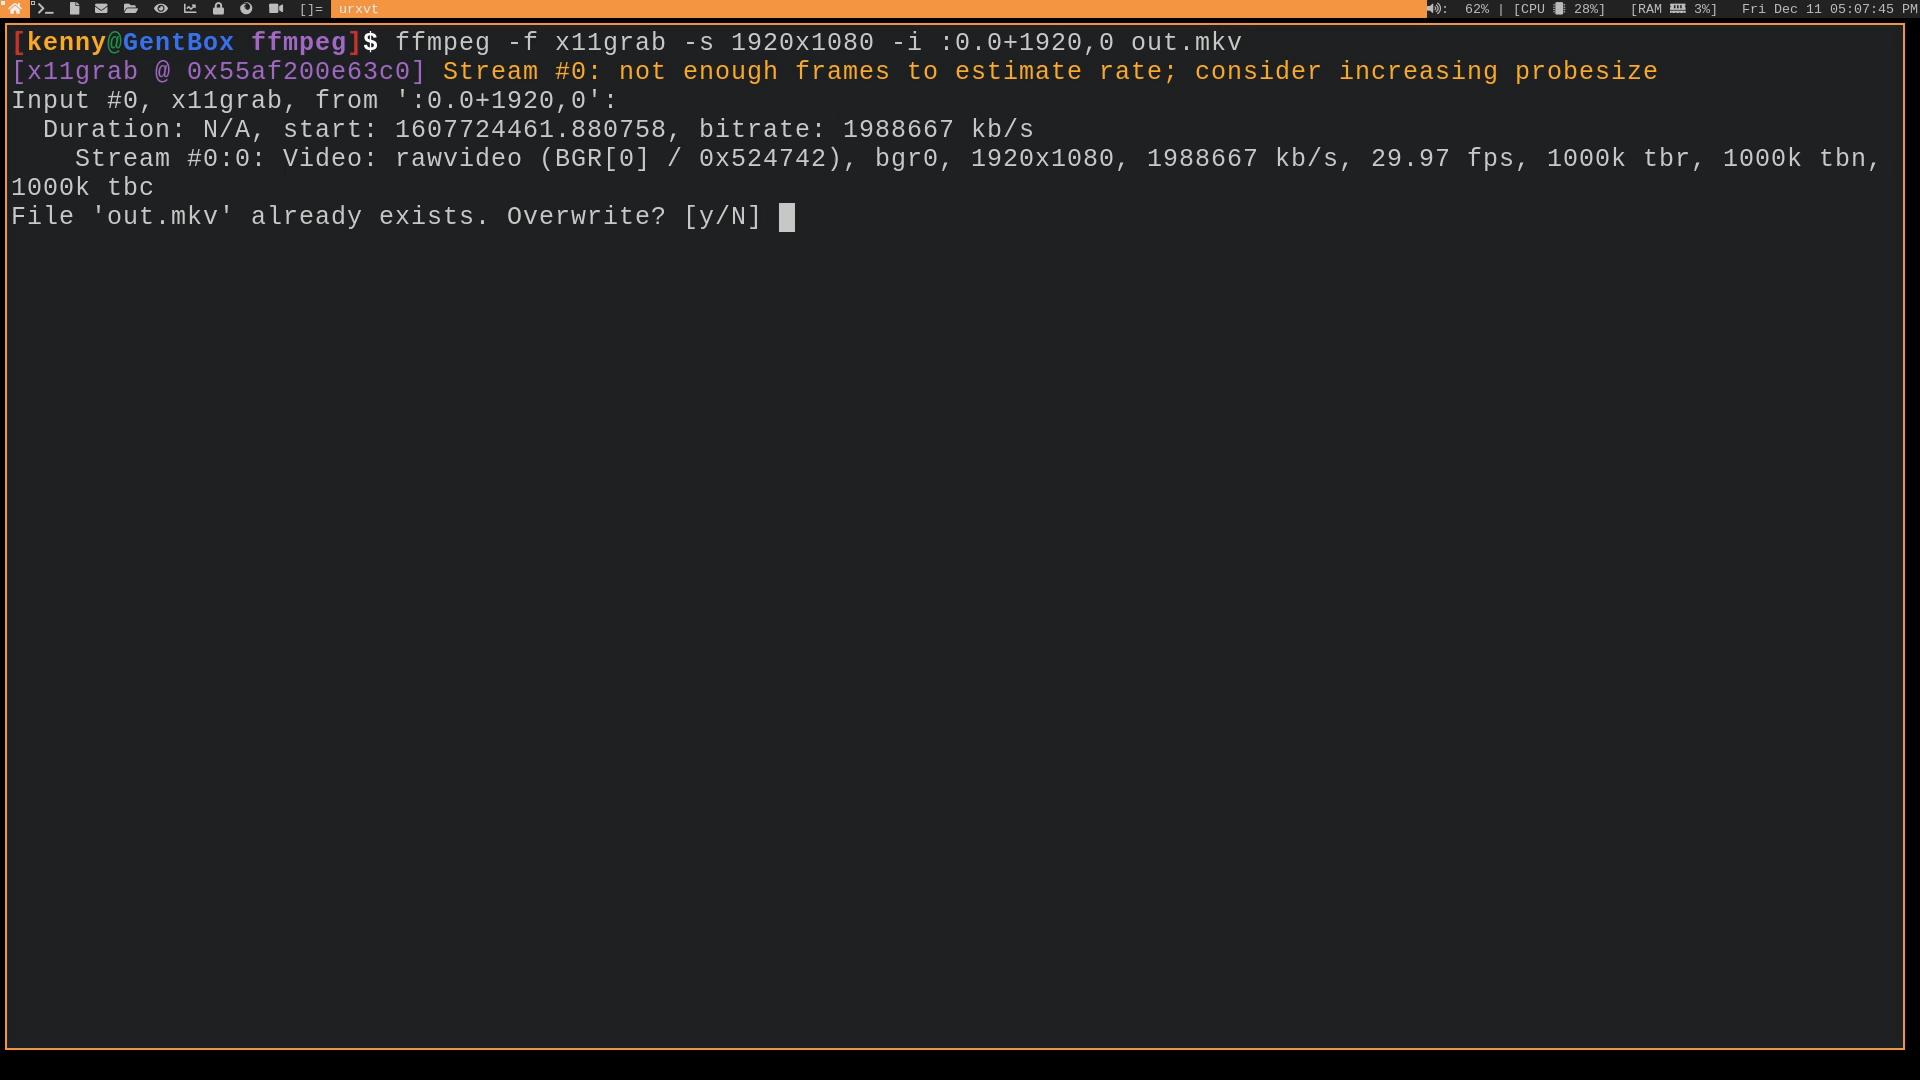 []= urxvt : 62% | [CPU 28%] [RAM 3%] Fri Dec 11 05:07:45 PM
[kenny@GentBox ffmpeg]$ ffmpeg -f x11grab -s 1920x1080 -i :0.0+1920,0 out.mkv
[x11grab @ 0x55af200e63c0] Stream #0: not enough frames to estimate rate; consider increasing probesize
Input #0, x11grab, from ':0.0+1920,0':
  Duration: N/A, start: 1607724461.880758, bitrate: 1988667 kb/s
    Stream #0:0: Video: rawvideo (BGR[0] / 0x524742), bgr0, 1920x1080, 1988667 kb/s, 29.97 fps, 1000k tbr, 1000k tbn,
1000k tbc
File 'out.mkv' already exists. Overwrite? [y/N]